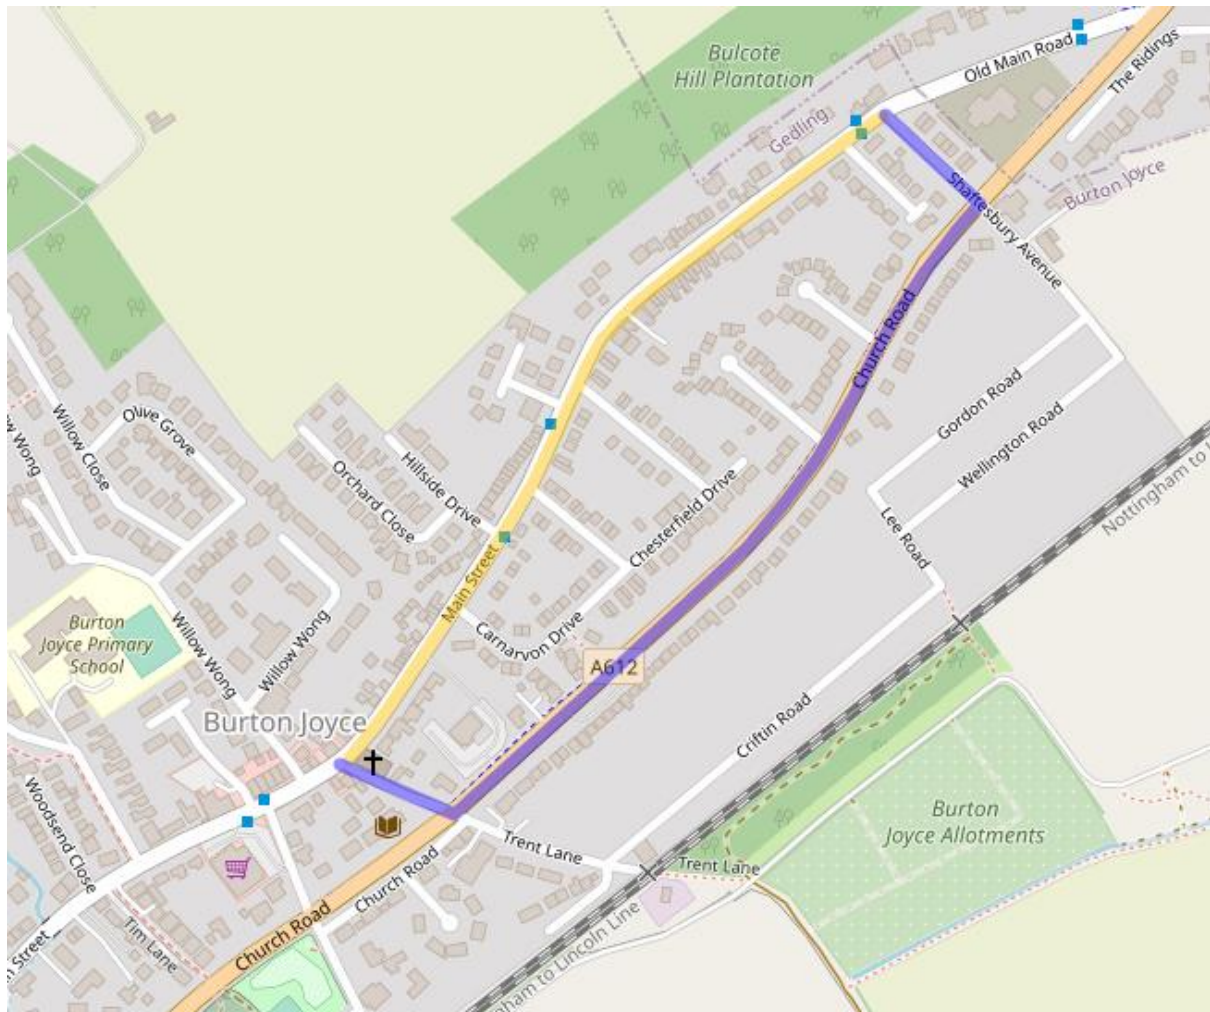 Bulcote
Hill Plantation
Old Main Road
The Ridings
Gedling
Burton Joyce
Shaftesbury Avenue
Church Road
Gordon Road
Wellington Road
Willow Close
Olive Grove
w Wong
Orchard Close
Hillside Drive
Chesterfield Drive
Lee Road
Nottingham to L
Main Street
Carnarvon Drive
Burton
Joyce Primary
School
Willow Wong
Willow Wong
A612
Burton Joyce
Criftin Road
Woodsend Close
Trent Lane
Trent Lane
Burton
Joyce Allotments
Church Road
Church Road
Tim Lane
n Street
ngham to Lincoln Line